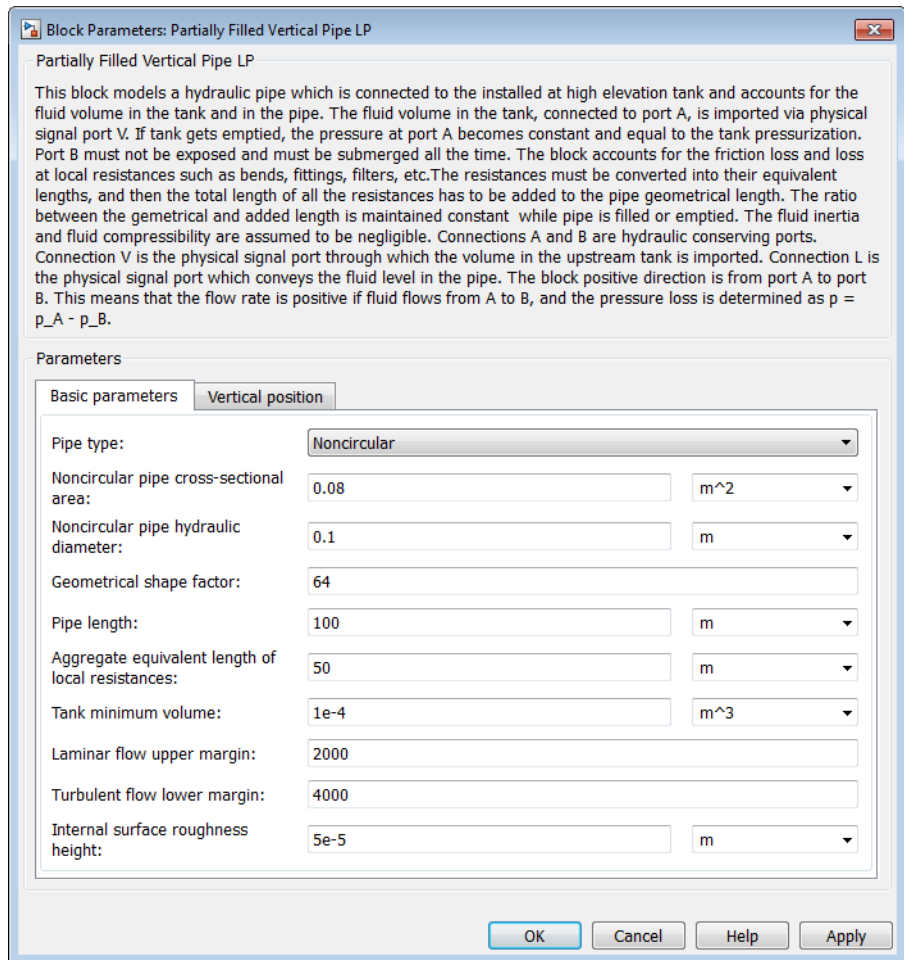 Block Parameters: Partially Filled Vertical Pipe LP
Partially Filled Vertical Pipe LP
This block models a hydraulic pipe which is connected to the installed at high elevation tank and accounts for the
fluid volume in the tank and in the pipe. The fluid volume in the tank, connected to port A, is imported via physical
signal port V. If tank gets emptied, the pressure at port A becomes constant and equal to the tank pressurization.
Port B must not be exposed and must be submerged all the time. The block accounts for the friction loss and loss
at local resistances such as bends, fittings, filters, etc.The resistances must be converted into their equivalent
lengths, and then the total length of all the resistances has to be added to the pipe geometrical length. The ratio
between the gemetrical and added length is maintained constant  while pipe is filled or emptied. The fluid inertia
and fluid compressibility are assumed to be negligible. Connections A and B are hydraulic conserving ports.
Connection V is the physical signal port through which the volume in the upstream tank is imported. Connection L is
the physical signal port which conveys the fluid level in the pipe. The block positive direction is from port A to port
B. This means that the flow rate is positive if fluid flows from A to B, and the pressure loss is determined as p =
p_A - p_B.
Parameters
Basic parameters Vertical position
Pipe type: Noncircular
Noncircular pipe cross-sectional
area: 0.08 m^2
Noncircular pipe hydraulic
diameter: 0.1 m
Geometrical shape factor: 64
Pipe length: 100 m
Aggregate equivalent length of
local resistances: 50 m
Tank minimum volume: 1e-4 m^3
Laminar flow upper margin: 2000
Turbulent flow lower margin: 4000
Internal surface roughness
height: 5e-5 m
OK Cancel Help Apply